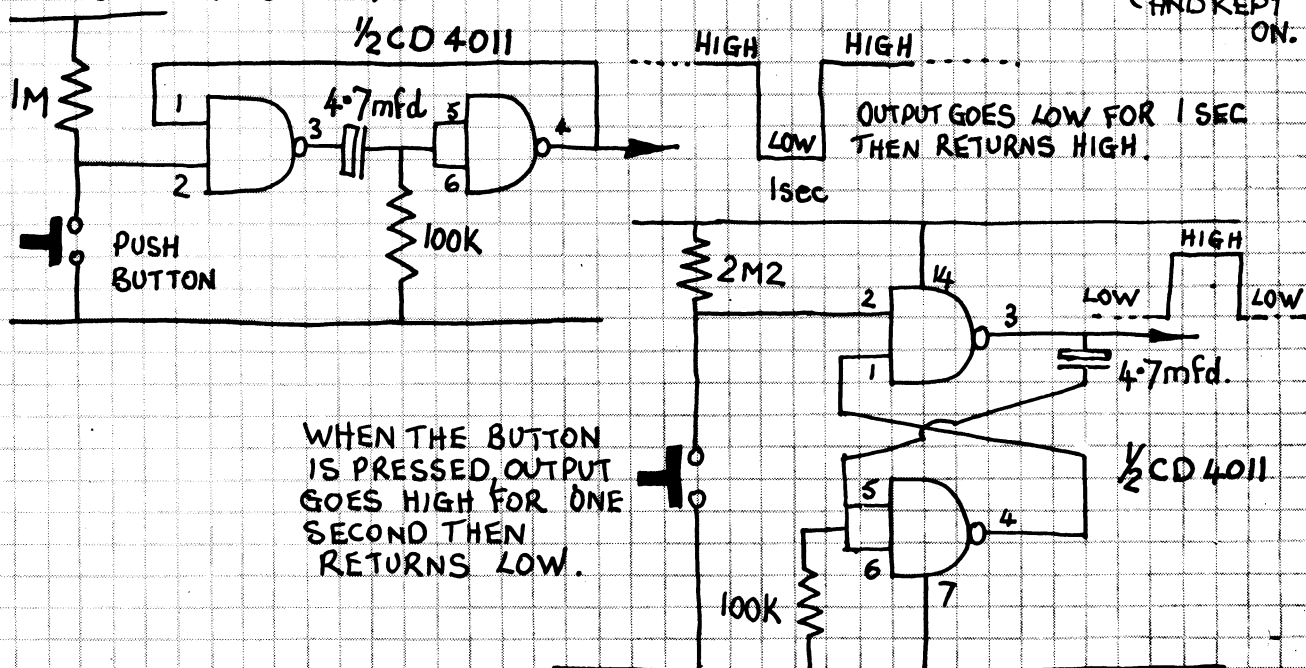 (AND KEPT
ON.
½CD 4011
1M
1
2
3
4·7mfd
5
6
4
100K
PUSH
BUTTON
HIGH
HIGH
LOW
1sec
OUTPUT GOES LOW FOR 1 SEC
THEN RETURNS HIGH.
2M2
2
1
14
3
LOW
HIGH
LOW
4·7mfd.
½CD 4011
5
6
4
7
100K
WHEN THE BUTTON
IS PRESSED, OUTPUT
GOES HIGH FOR ONE
SECOND THEN
RETURNS LOW.